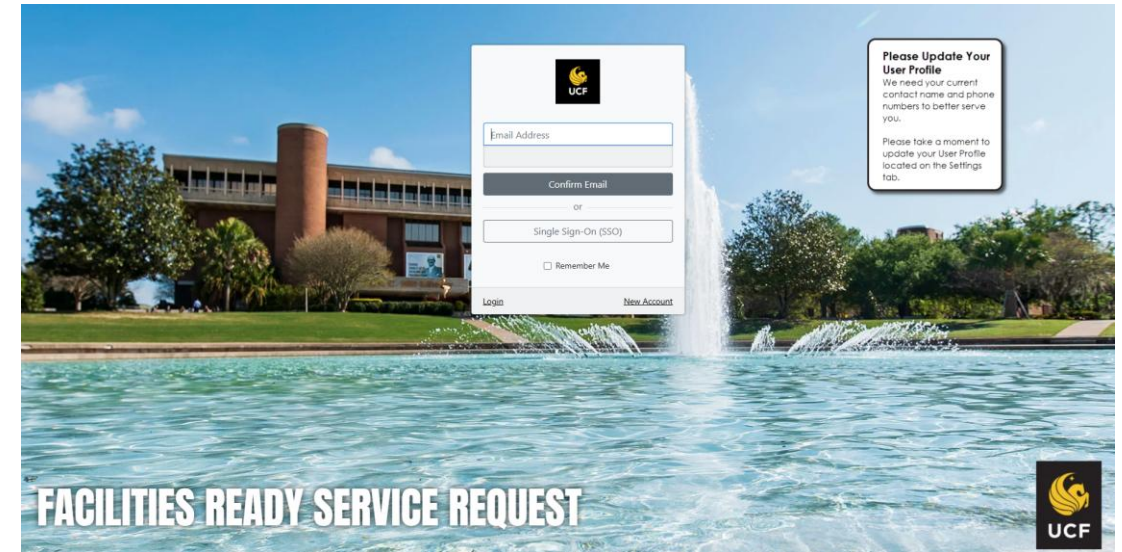 UCF
Email Address
Confirm Email
or
Single Sign-On (SSO)
Remember Me
Login
New Account
Please Update Your
User Profile
We need your current
contact name and phone
numbers to better serve
you.
Please take a moment to
update your User Profile
located on the Settings
tab.
FACILITIES READY SERVICE REQUEST
UCF